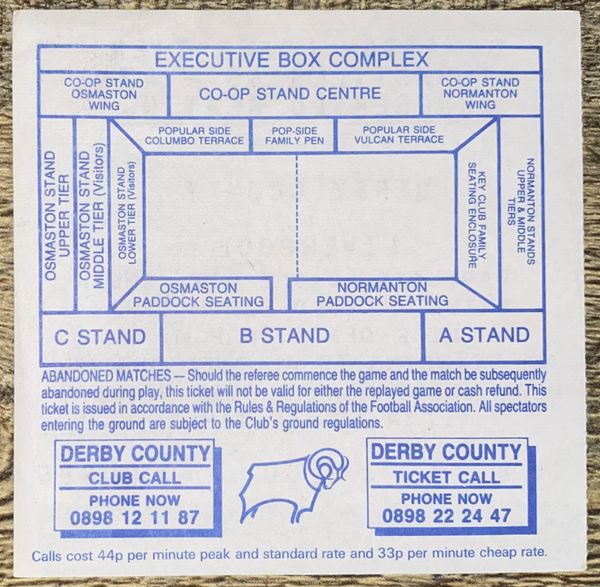 EXECUTIVE BOX COMPLEX
CO-OP STAND
OSMASTON
WING
CO-OP STAND CENTRE
CO-OP STAND
NORMANTON
WING
POPULAR SIDE
COLUMBO TERRACE
POP-SIDE
FAMILY PEN
POPULAR SIDE
VULCAN TERRACE
OSMASTON STAND
UPPER TIER
OSMASTON STAND
MIDDLE TIER (Visitors)
OSMASTON STAND
LOWER TIER (Visitors)
KEY CLUB FAMILY
SEATING ENCLOSURE
NORMANTON STANDS
UPPER & MIDDLE
TIERS
OSMASTON
PADDOCK SEATING
NORMANTON
PADDOCK SEATING
C STAND
B STAND
A STAND
ABANDONED MATCHES — Should the referee commence the game and the match be subsequently
abandoned during play, this ticket will not be valid for either the replayed game or cash refund. This
ticket is issued in accordance with the Rules & Regulations of the Football Association. All spectators
entering the ground are subject to the Club's ground regulations.
DERBY COUNTY
CLUB CALL
PHONE NOW
0898 12 11 87
DERBY COUNTY
TICKET CALL
PHONE NOW
0898 22 24 47
Calls cost 44p per minute peak and standard rate and 33p per minute cheap rate.